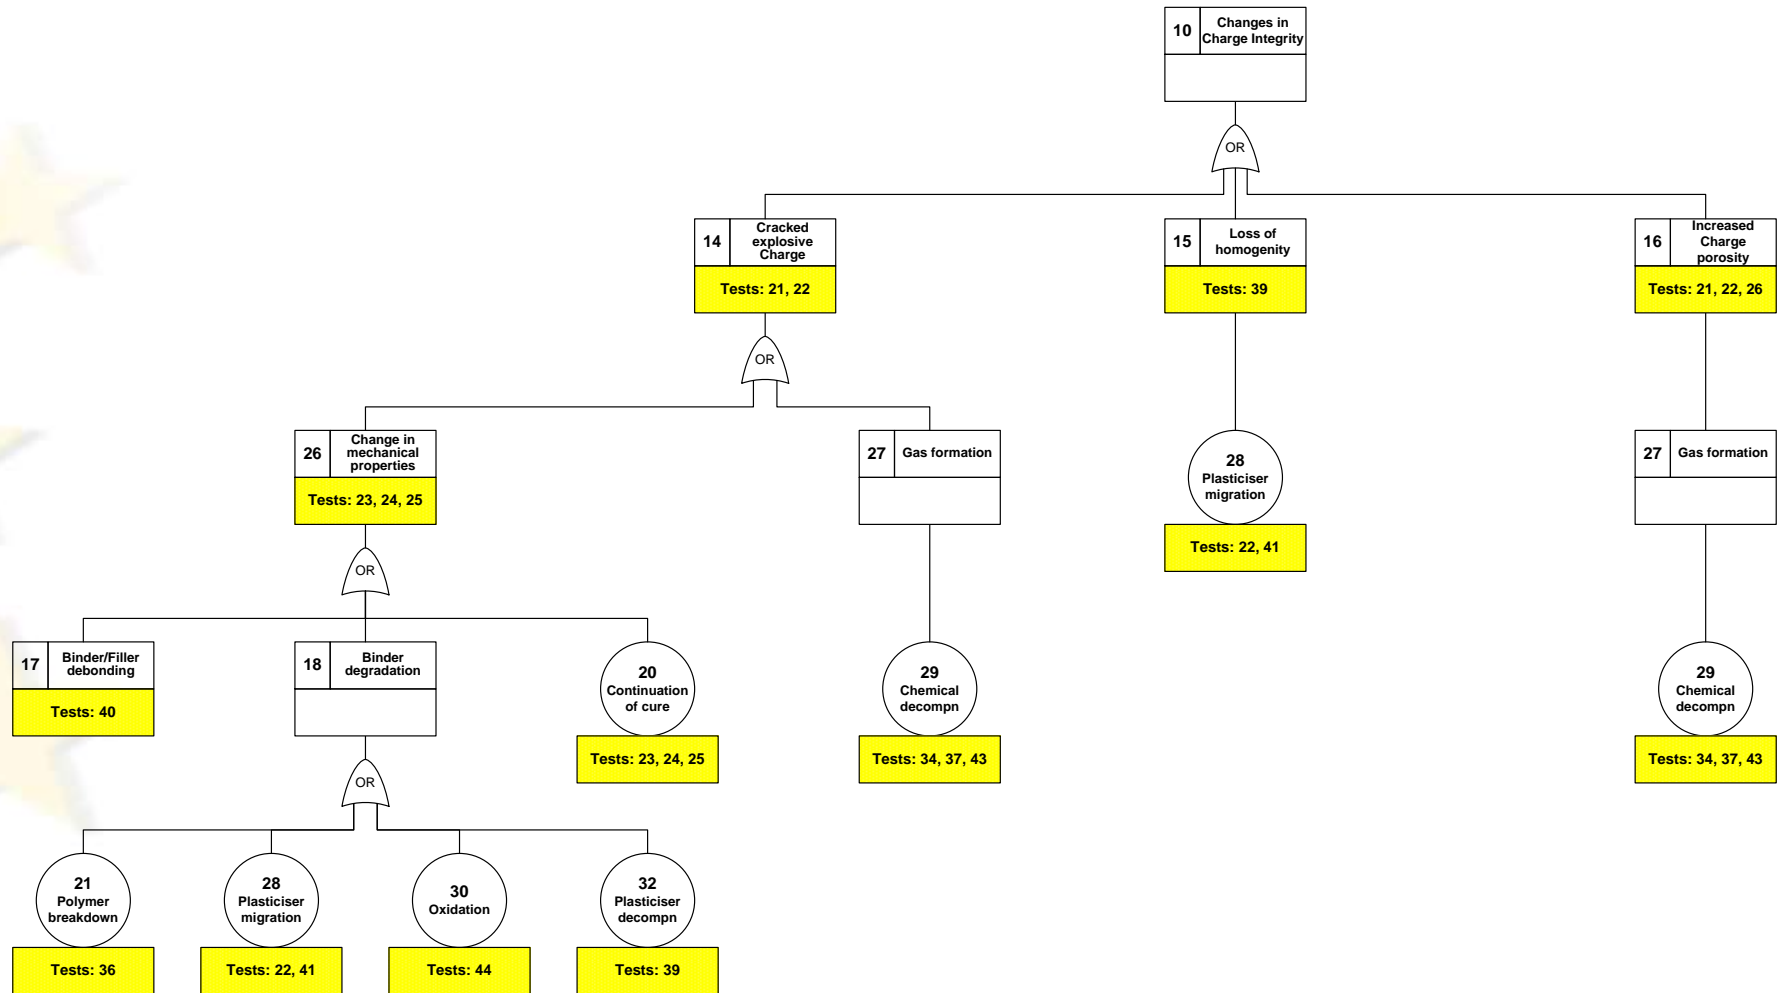 10
Changes in
Charge Integrity
OR
14
Cracked
explosive
Charge
Tests: 21, 22
15
Loss of
homogenity
Tests: 39
16
Increased
Charge
porosity
Tests: 21, 22, 26
OR
26
Change in
mechanical
properties
Tests: 23, 24, 25
27
Gas formation
28
Plasticiser
migration
Tests: 22, 41
27
Gas formation
OR
17
Binder/Filler
debonding
Tests: 40
18
Binder
degradation
20
Continuation
of cure
Tests: 23, 24, 25
29
Chemical
decompn
Tests: 34, 37, 43
29
Chemical
decompn
Tests: 34, 37, 43
OR
21
Polymer
breakdown
Tests: 36
28
Plasticiser
migration
Tests: 22, 41
30
Oxidation
Tests: 44
32
Plasticiser
decompn
Tests: 39